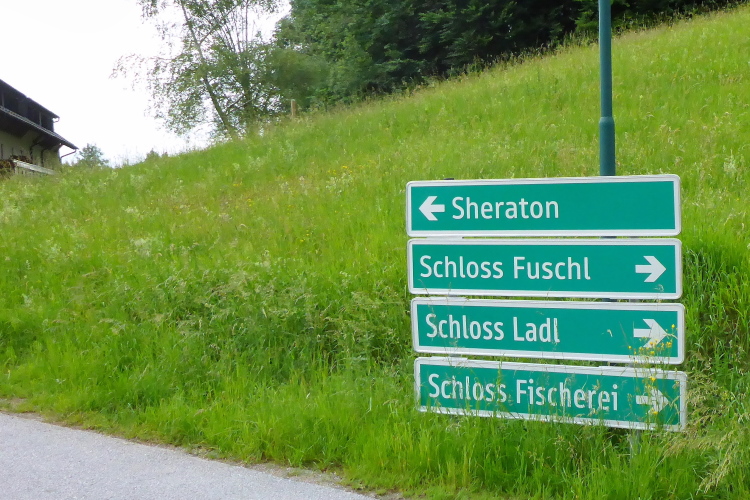 Sheraton
Schloss Fuschl
Schloss Ladl
Schloss Fischerei